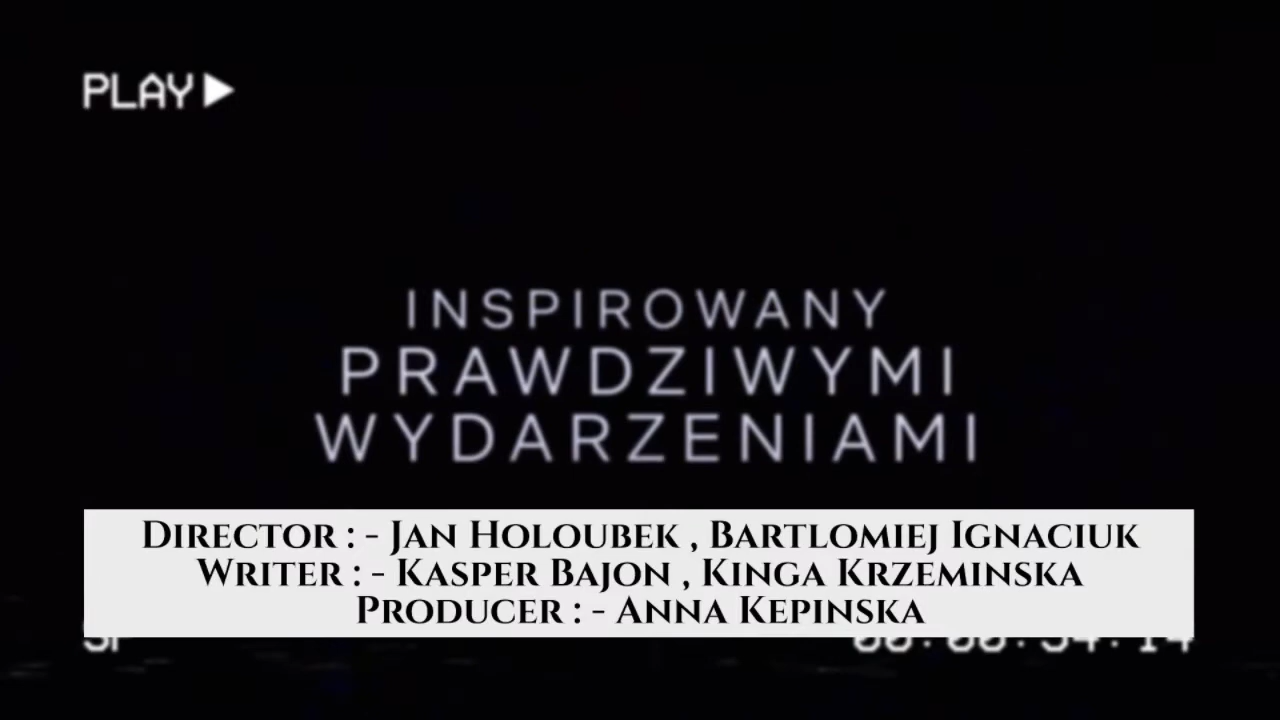 PLAY
INSPIROWANY
PRAWDZIWYMI
WYDARZENIAMI
Director : - Jan Holoubek , Bartlomiej Ignaciuk
Writer : - Kasper Bajon , Kinga Krzeminska
Producer : - Anna Kepinska